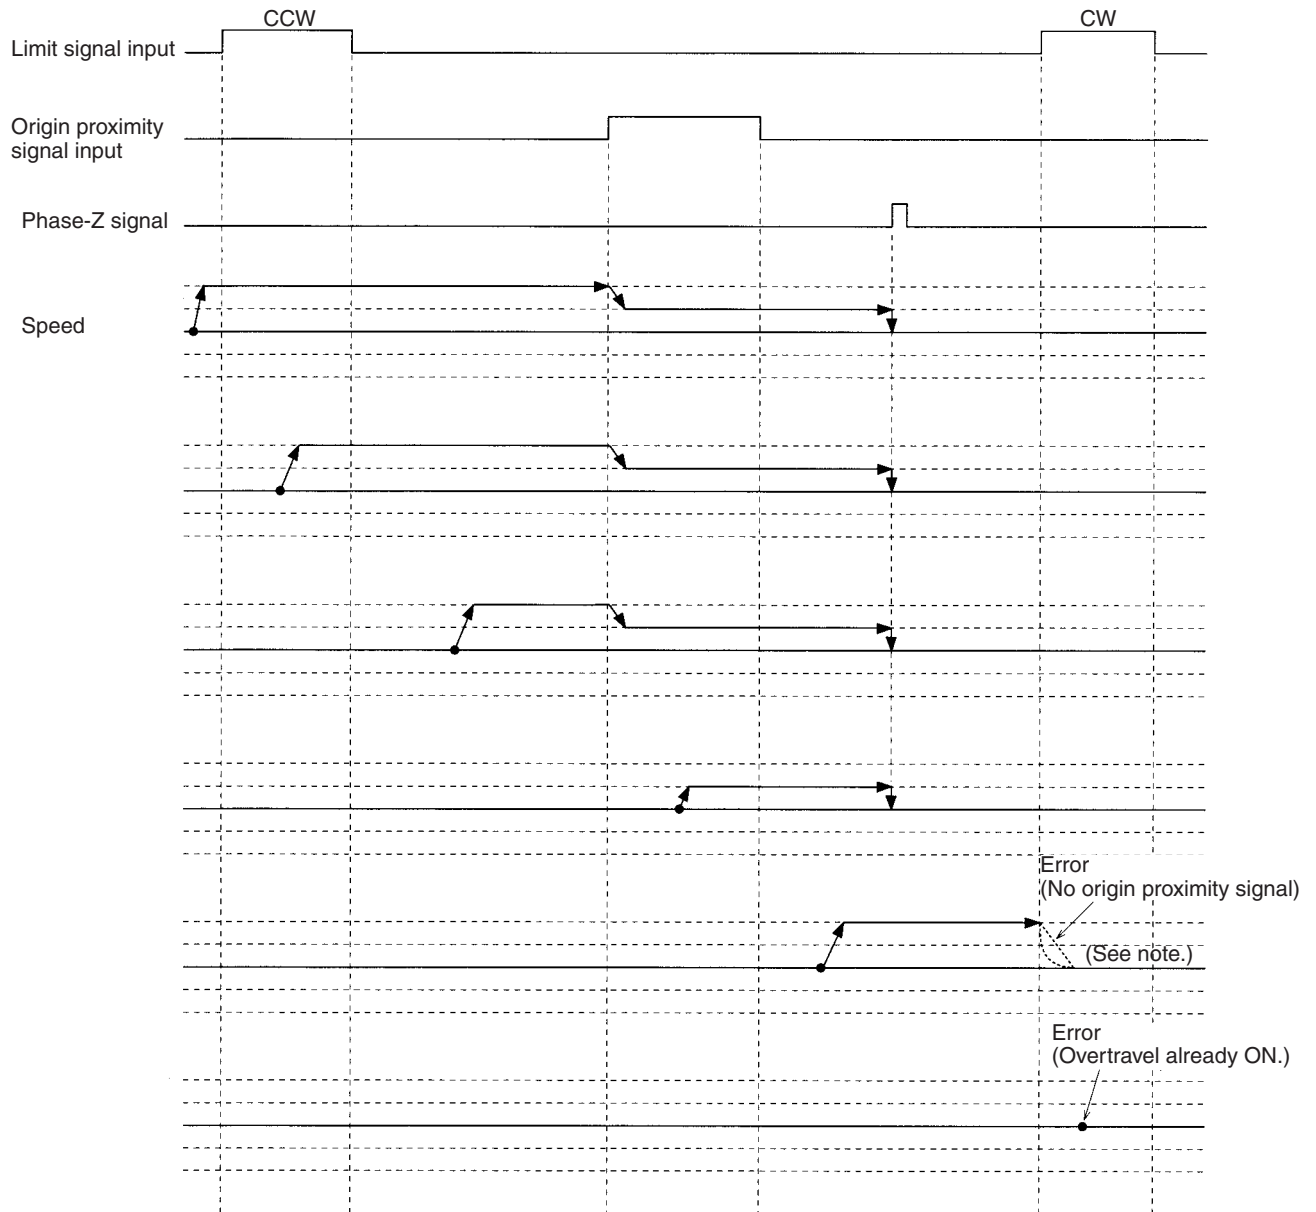 CCW
CW
Limit signal input
Origin proximity
signal input
Phase-Z signal
Speed
Error
(No origin proximity signal)
(See note.)
Error
(Overtravel already ON.)